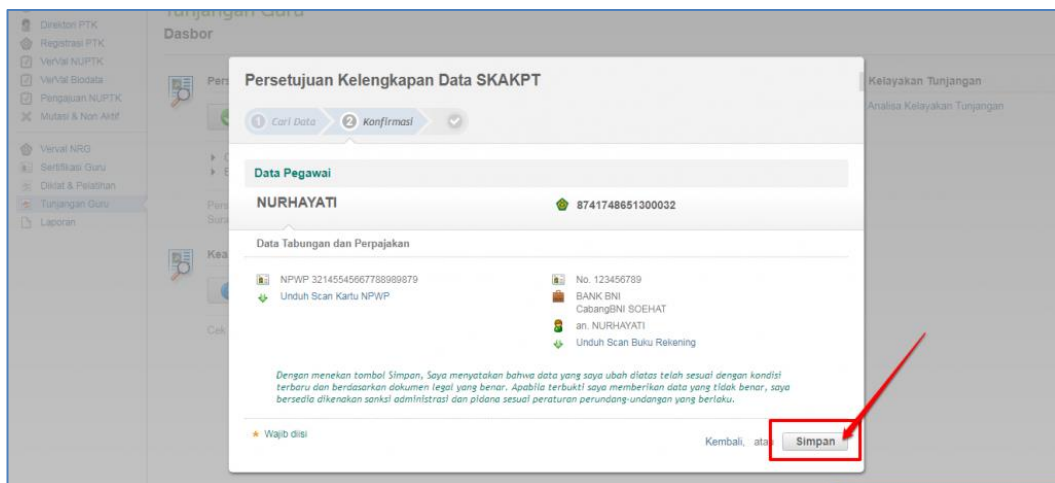 Tunjangan Guru
Dasbor
Direktori PTK
Registrasi PTK
VerVal NUPTK
VerVal Biodata
Pengajuan NUPTK
Mutasi & Non Aktif
Verval NRG
Sertifikasi Guru
Diklat & Pelatihan
Tunjangan Guru
Laporan
Kelayakan Tunjangan
Analisa Kelayakan Tunjangan
Persetujuan Kelengkapan Data SKAKPT
1 Cari Data 2 Konfirmasi
Data Pegawai
NURHAYATI 8741748651300032
Data Tabungan dan Perpajakan
NPWP 32145545667788989879
Unduh Scan Kartu NPWP
No. 123456789
BANK BNI
CabangBNI SOEHAT
an. NURHAYATI
Unduh Scan Buku Rekening
Dengan menekan tombol Simpan, Saya menyatakan bahwa data yang saya ubah diatas telah sesuai dengan kondisi
terbaru dan berdasarkan dokumen legal yang benar. Apabila terbukti saya memberikan data yang tidak benar, saya
bersedia dikenakan sanksi administrasi dan pidana sesuai peraturan perundang-undangan yang berlaku.
Wajib diisi
Kembali, Simpan